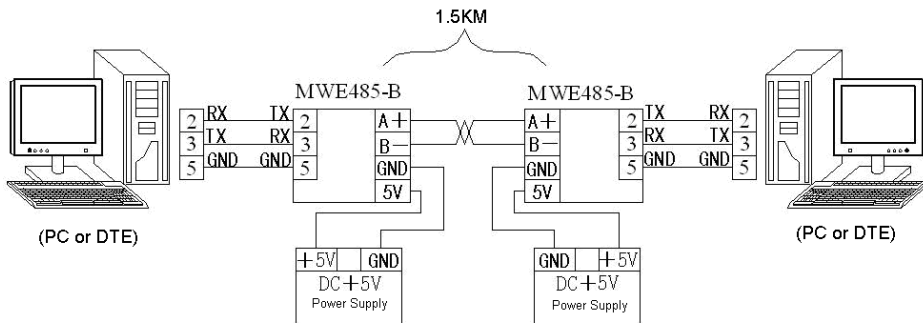 1.5KM
MWE485-B
MWE485-B
2 RX TX 2 A+ A+ 2 TX RX 2
3 TX RX 3 B- B- 3 RX TX 3
5 GND GND 5 GND GND 5 GND GND 5
5V 5V
(PC or DTE) (PC or DTE)
+5V GND GND +5V
DC+5V DC+5V
Power Supply Power Supply